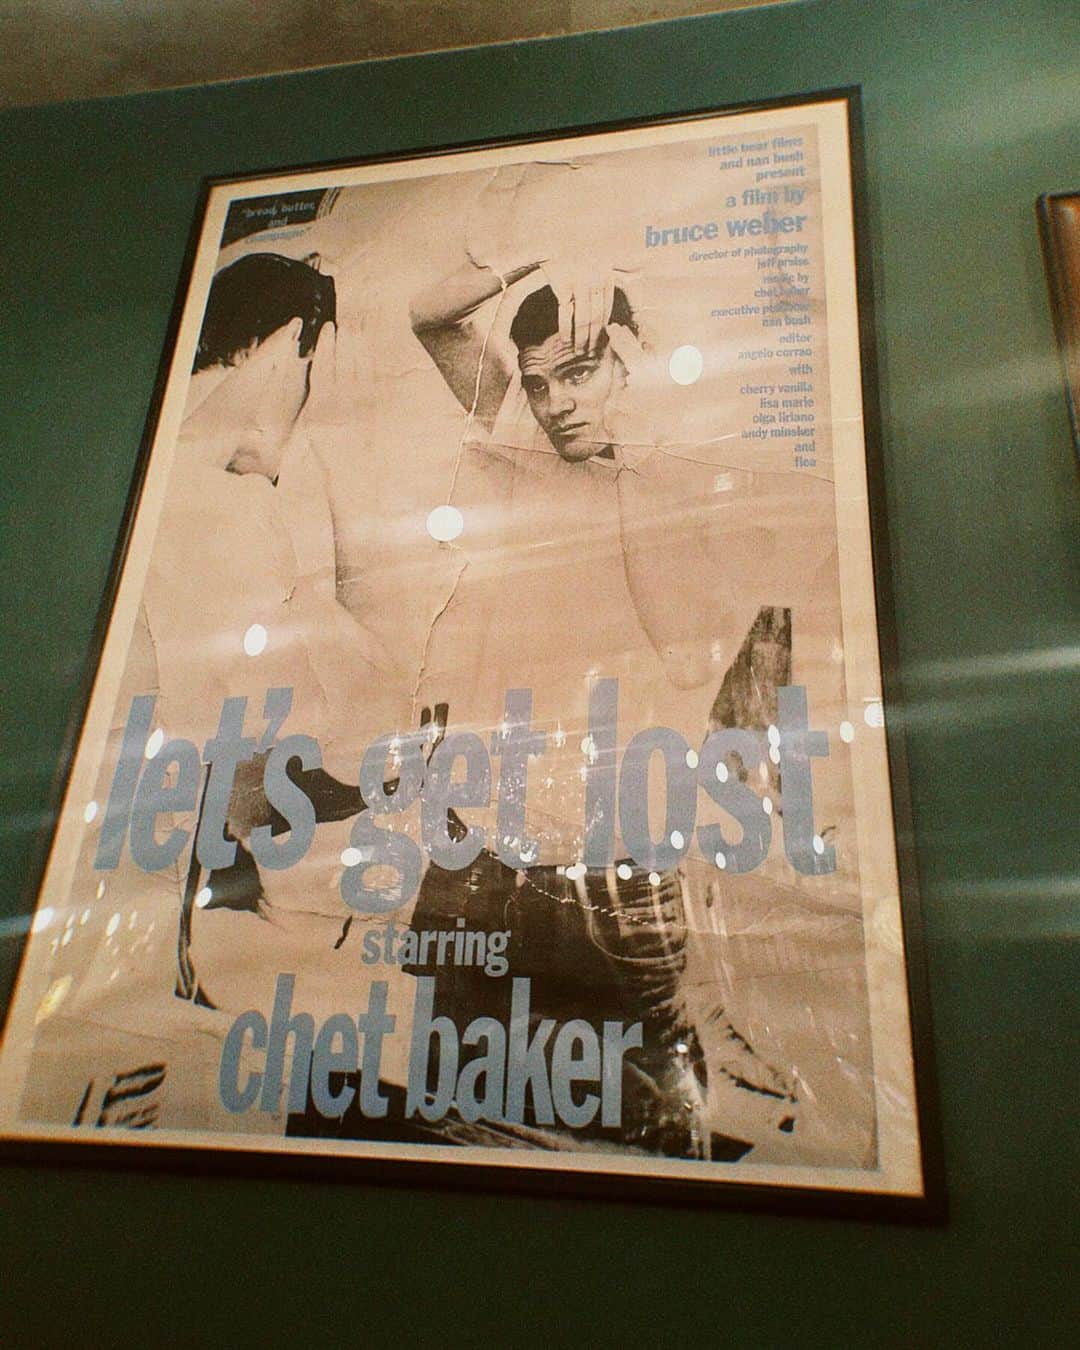 "bread, butter,
and
champagne"
little bear films
and nan bush
present
a film by
bruce weber
director of photography
jeff preiss
music by
chet baker
executive producer
nan bush
editor
angelo corrao
with
cherry vanilla
lisa marie
olga liriano
andy minsker
and
flea
let's get lost
starring
chet baker